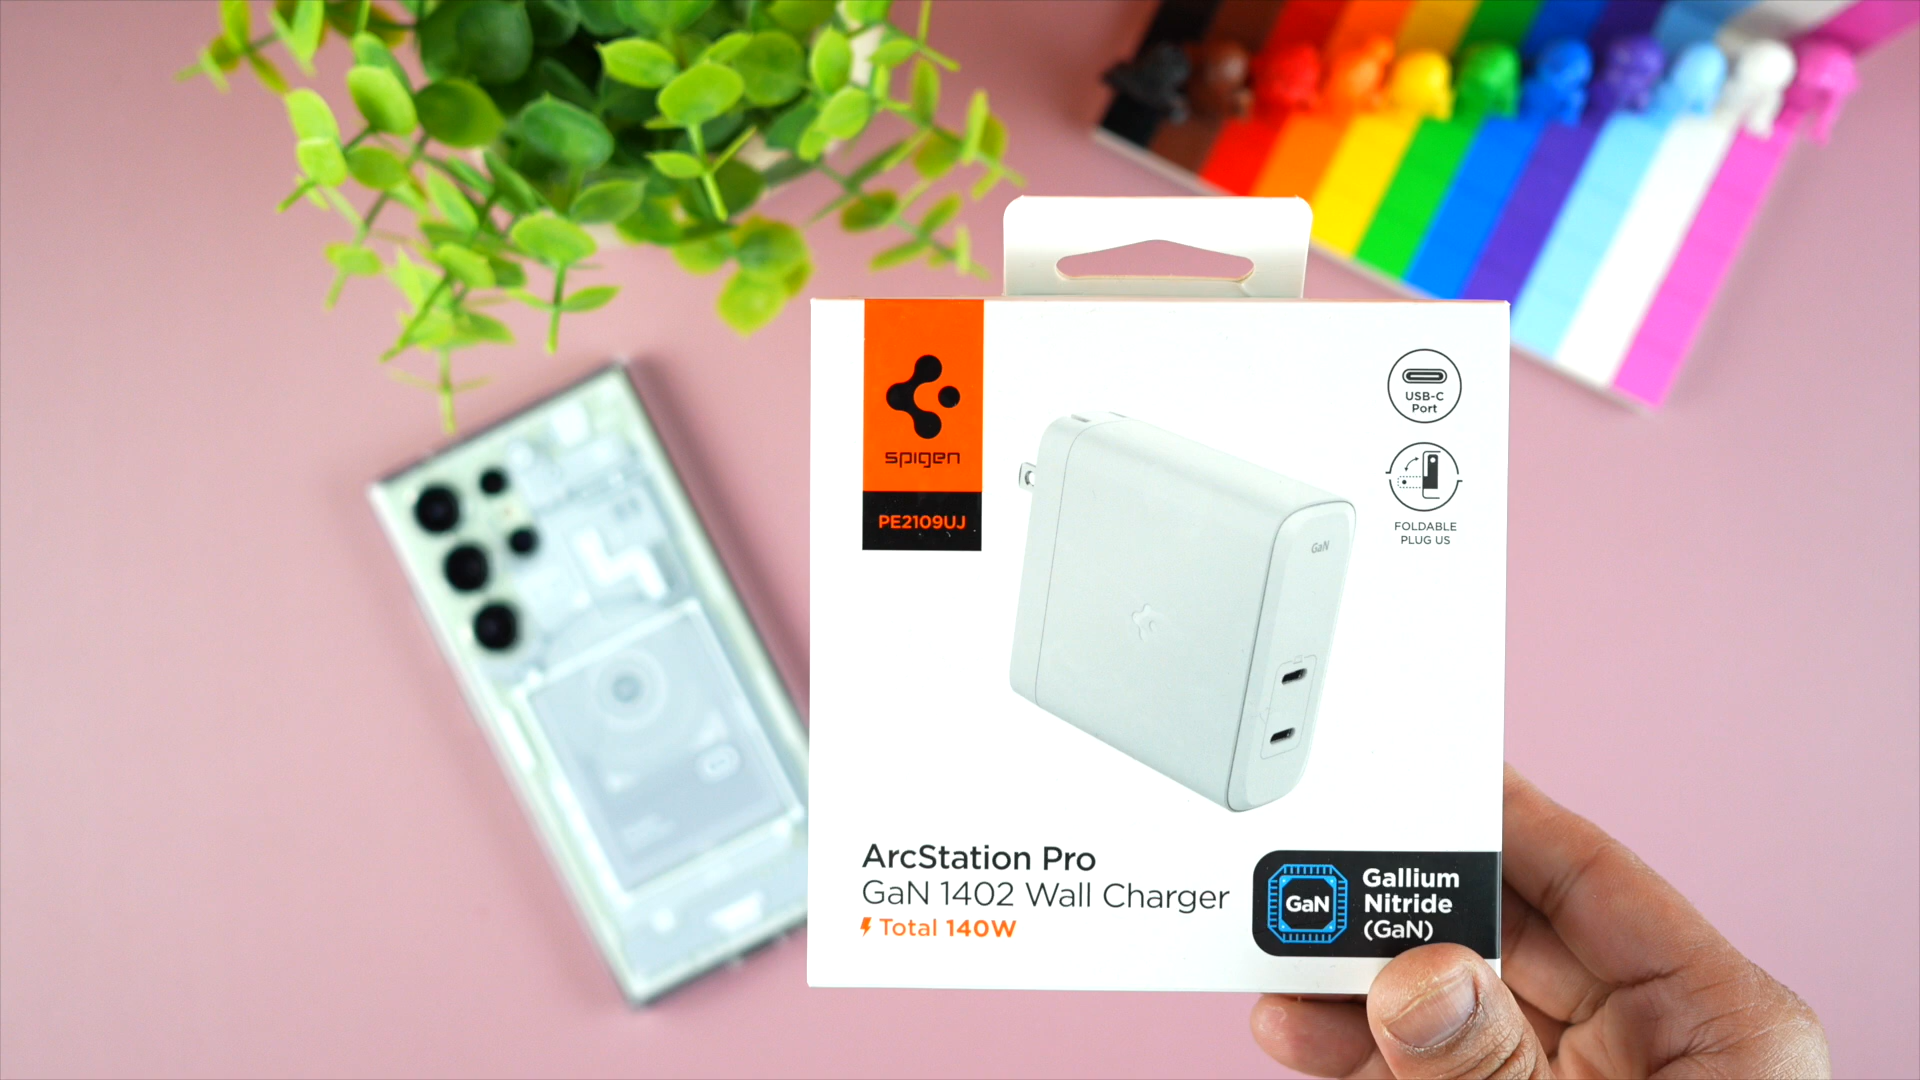 spigen
PE2109UJ
USB-C
Port
FOLDABLE
PLUG US
GaN
ArcStation Pro
GaN 1402 Wall Charger
Total 140W
GaN
Gallium
Nitride
(GaN)